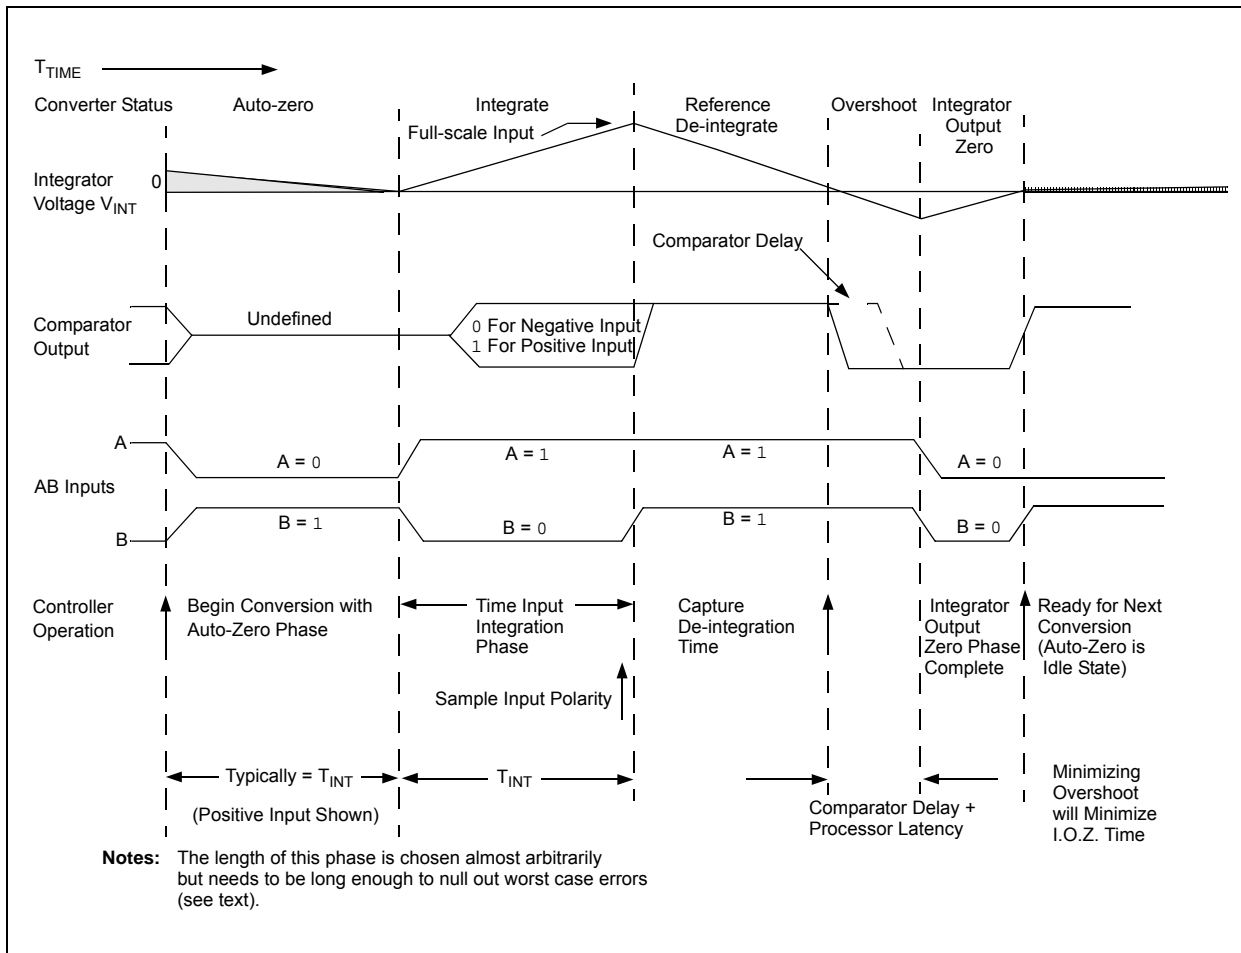 TTIME
Converter Status
Auto-zero
Integrate
Reference
De-integrate
Overshoot
Integrator
Output
Zero
Full-scale Input
Integrator
Voltage VINT
0
Comparator Delay
Comparator
Output
Undefined
0 For Negative Input
1 For Positive Input
A
A = 0
A = 1
A = 1
A = 0
AB Inputs
B
B = 1
B = 0
B = 1
B = 0
Controller
Operation
Begin Conversion with
Auto-Zero Phase
Time Input
Integration
Phase
Capture
De-integration
Time
Integrator
Output
Zero Phase
Complete
Ready for Next
Conversion
(Auto-Zero is
Idle State)
Sample Input Polarity
Typically = TINT
(Positive Input Shown)
TINT
Comparator Delay +
Processor Latency
Minimizing
Overshoot
will Minimize
I.O.Z. Time
Notes: The length of this phase is chosen almost arbitrarily
but needs to be long enough to null out worst case errors
(see text).